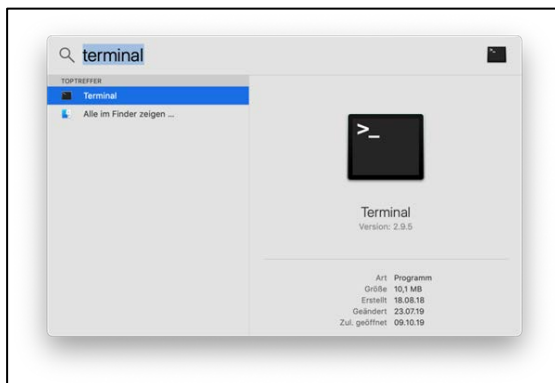 terminal
TOPTREFFER
Terminal
Alle im Finder zeigen ...
>_
Terminal
Version: 2.9.5
Art Programm
Größe 10,1 MB
Erstellt 18.08.18
Geändert 23.07.19
Zul. geöffnet 09.10.19